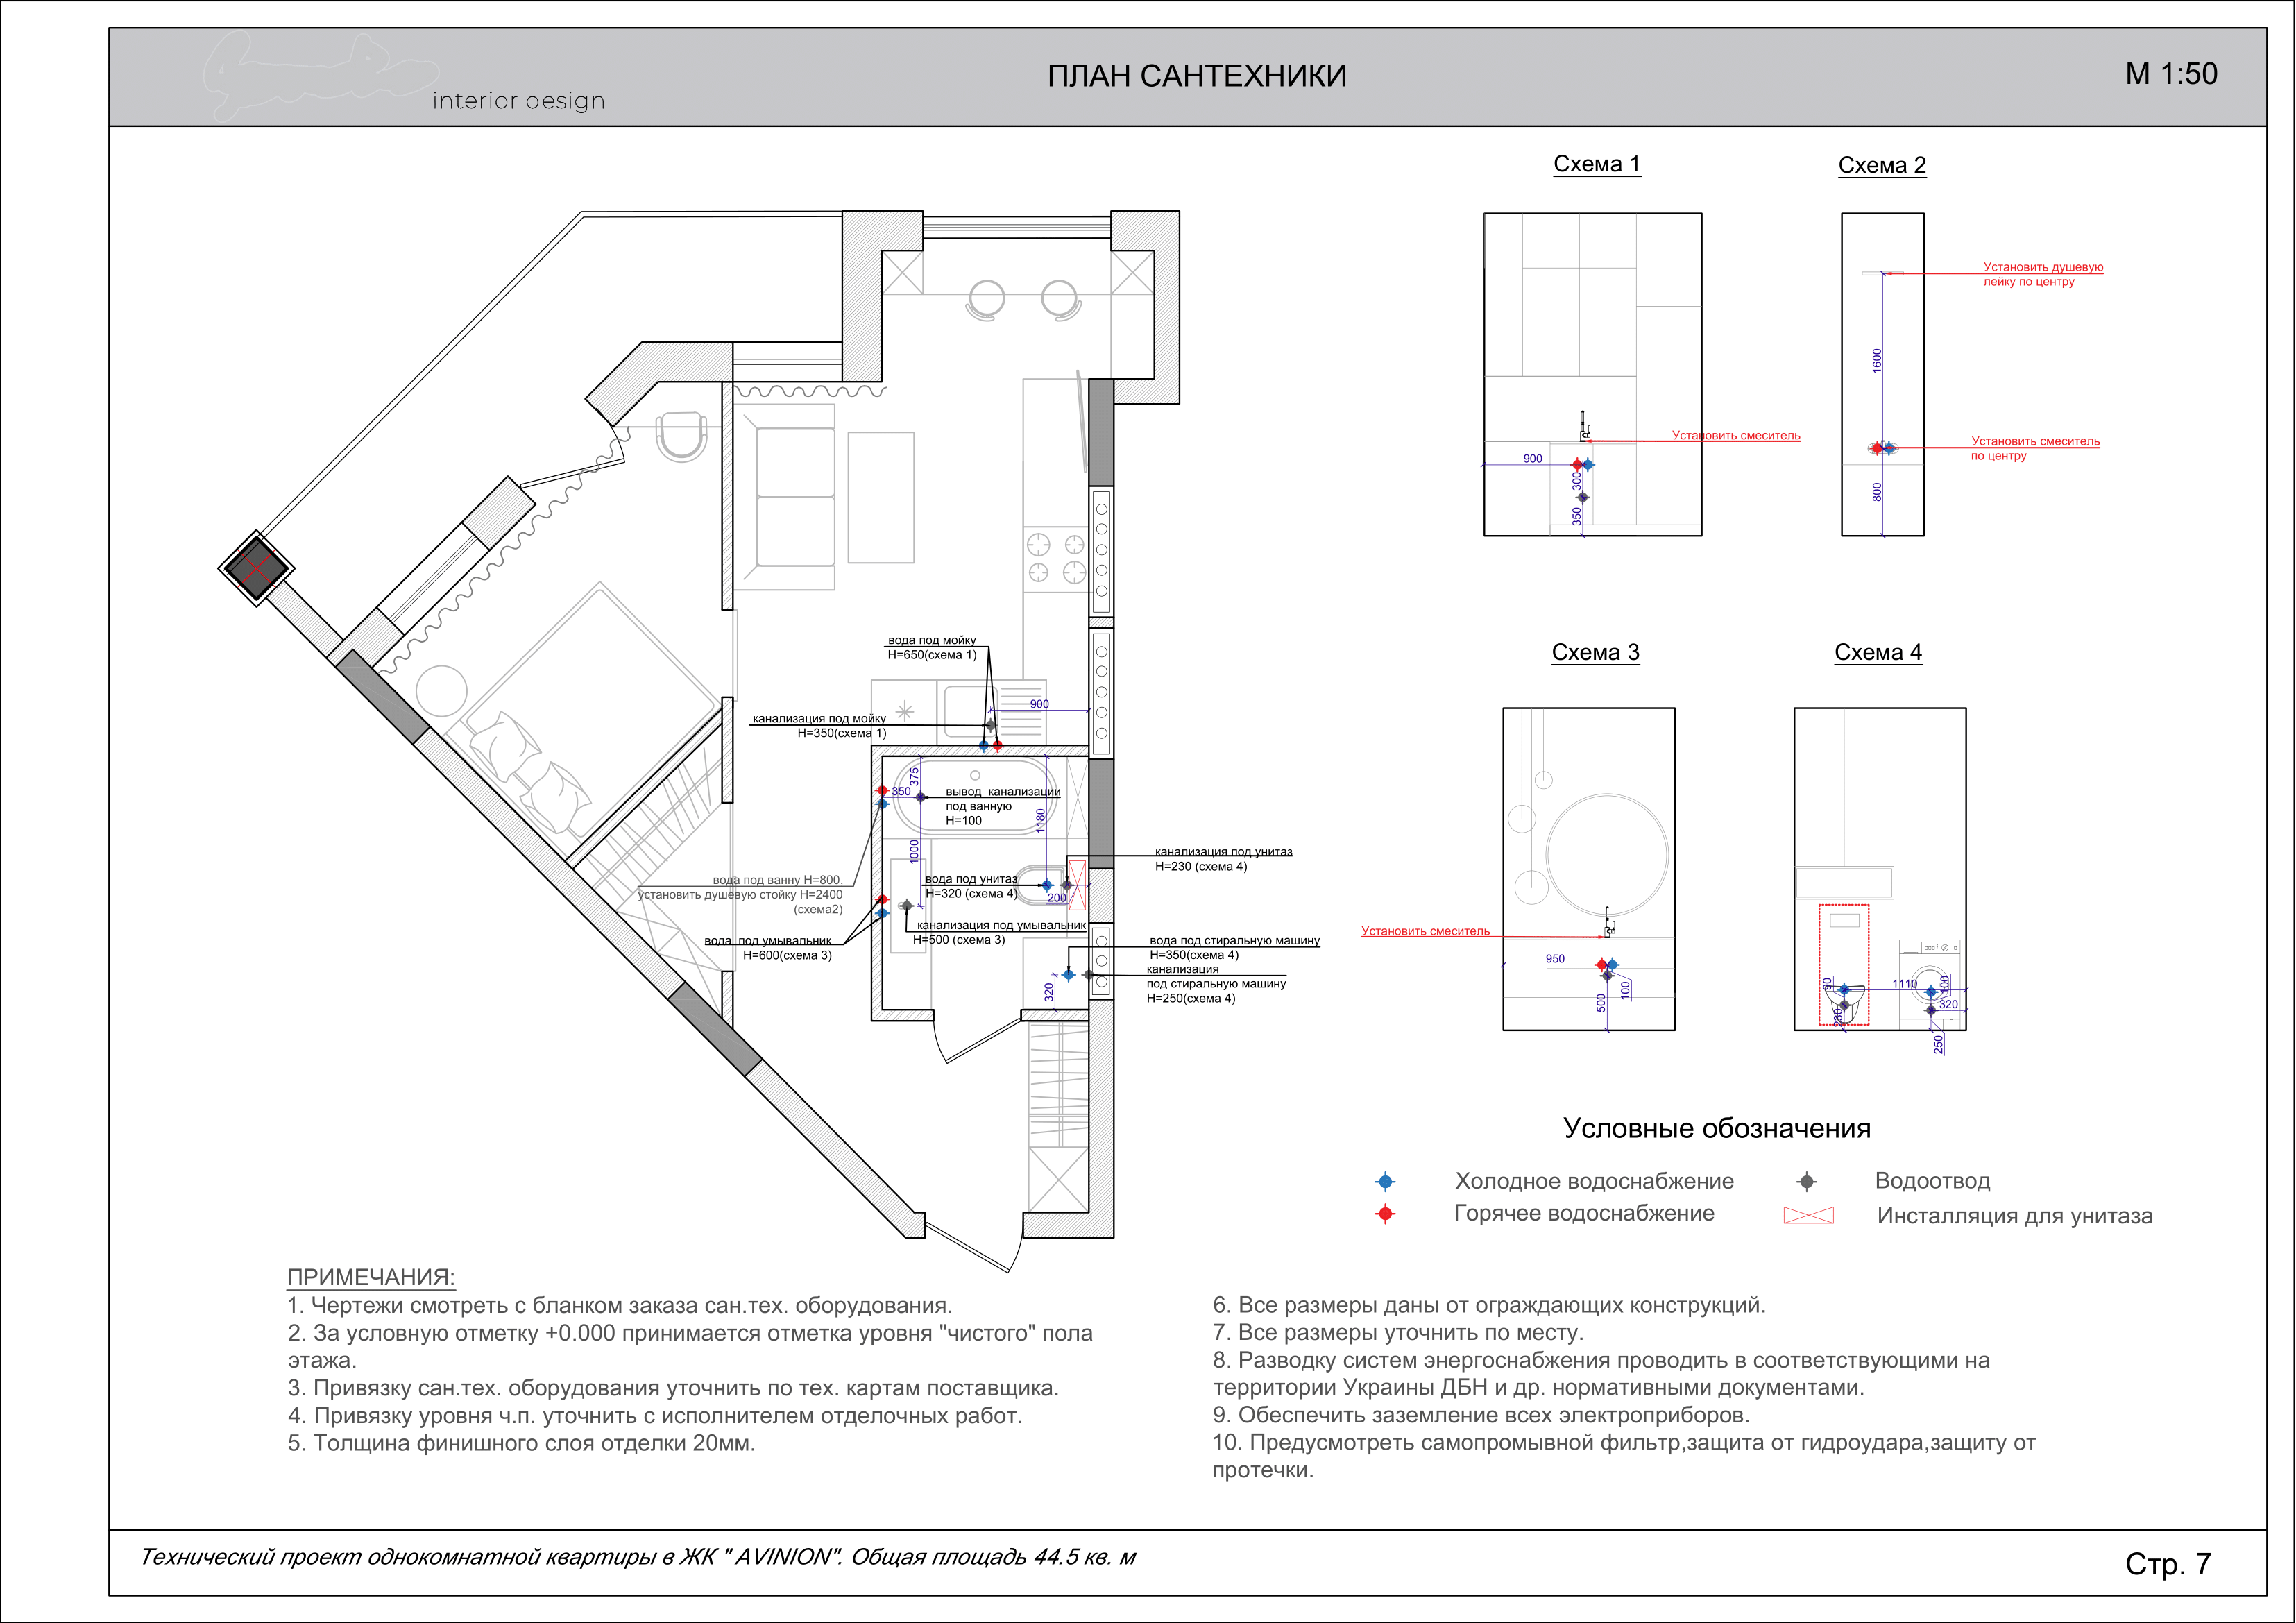 interior design
ПЛАН САНТЕХНИКИ
М 1:50
Схема 1
Схема 2
Установить душевую
лейку по центру
1600
Установить смеситель
900
300
350
Установить смеситель
по центру
800
вода под мойку
H=650(схема 1)
900
канализация под мойку
H=350(схема 1)
375
350
вывод канализации
под ванную
H=100
1180
1000
канализация под унитаз
H=230 (схема 4)
вода под ванну H=800,
установить душевую стойку H=2400
(схема2)
вода под унитаз
H=320 (схема 4)
200
канализация под умывальник
H=500 (схема 3)
вода под умывальник
H=600(схема 3)
вода под стиральную машину
H=350(схема 4)
канализация
под стиральную машину
H=250(схема 4)
320
Схема 3
Схема 4
Установить смеситель
950
100
500
90
230
1110
100
320
250
Условные обозначения
Холодное водоснабжение
Водоотвод
Горячее водоснабжение
Инсталляция для унитаза
ПРИМЕЧАНИЯ:
1. Чертежи смотреть с бланком заказа сан.тех. оборудования.
2. За условную отметку +0.000 принимается отметка уровня "чистого" пола
этажа.
3. Привязку сан.тех. оборудования уточнить по тех. картам поставщика.
4. Привязку уровня ч.п. уточнить с исполнителем отделочных работ.
5. Толщина финишного слоя отделки 20мм.
6. Все размеры даны от ограждающих конструкций.
7. Все размеры уточнить по месту.
8. Разводку систем энергоснабжения проводить в соответствующими на
территории Украины ДБН и др. нормативными документами.
9. Обеспечить заземление всех электроприборов.
10. Предусмотреть самопромывной фильтр,защита от гидроудара,защиту от
протечки.
Технический проект однокомнатной квартиры в ЖК " AVINION". Общая площадь 44.5 кв. м
Стр. 7